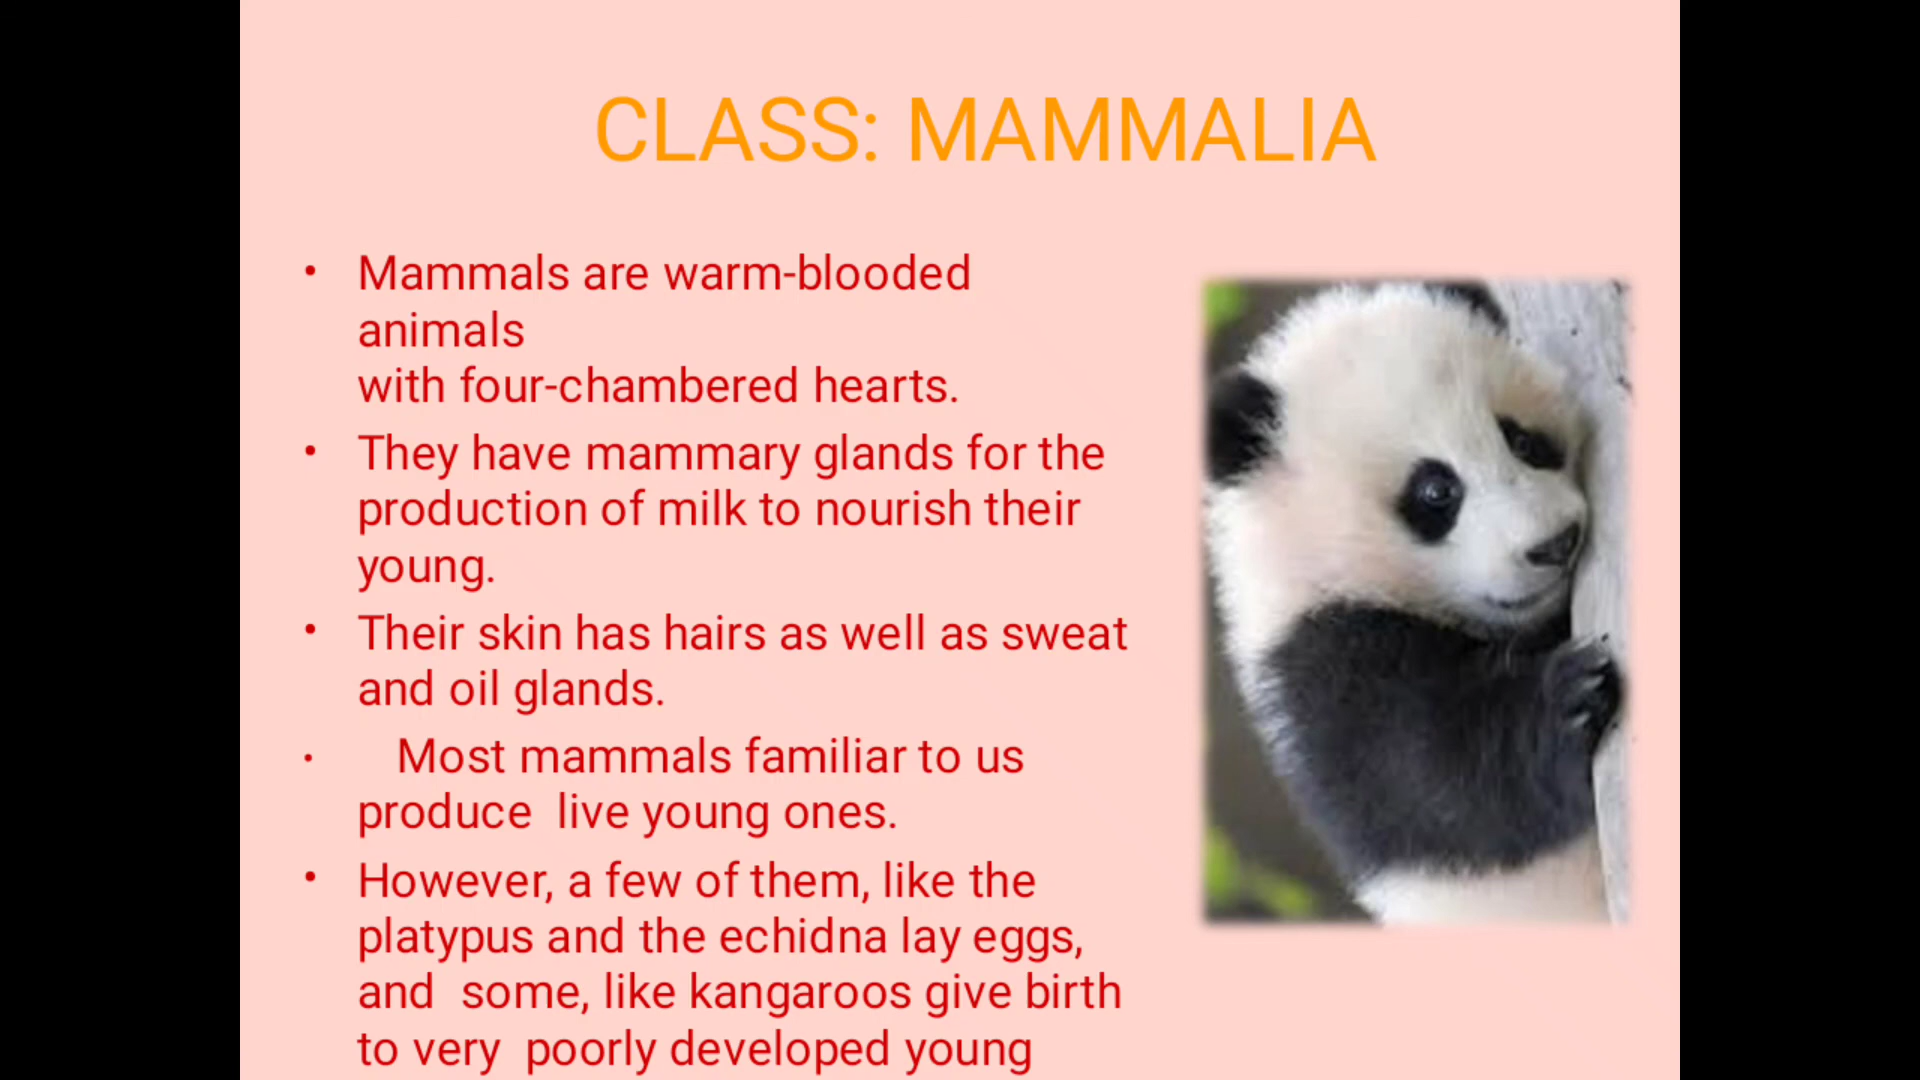 CLASS: MAMMALIA
• Mammals are warm-blooded
animals
with four-chambered hearts.
• They have mammary glands for the
production of milk to nourish their
young.
• Their skin has hairs as well as sweat
and oil glands.
• Most mammals familiar to us
produce live young ones.
• However, a few of them, like the
platypus and the echidna lay eggs,
and some, like kangaroos give birth
to very poorly developed young